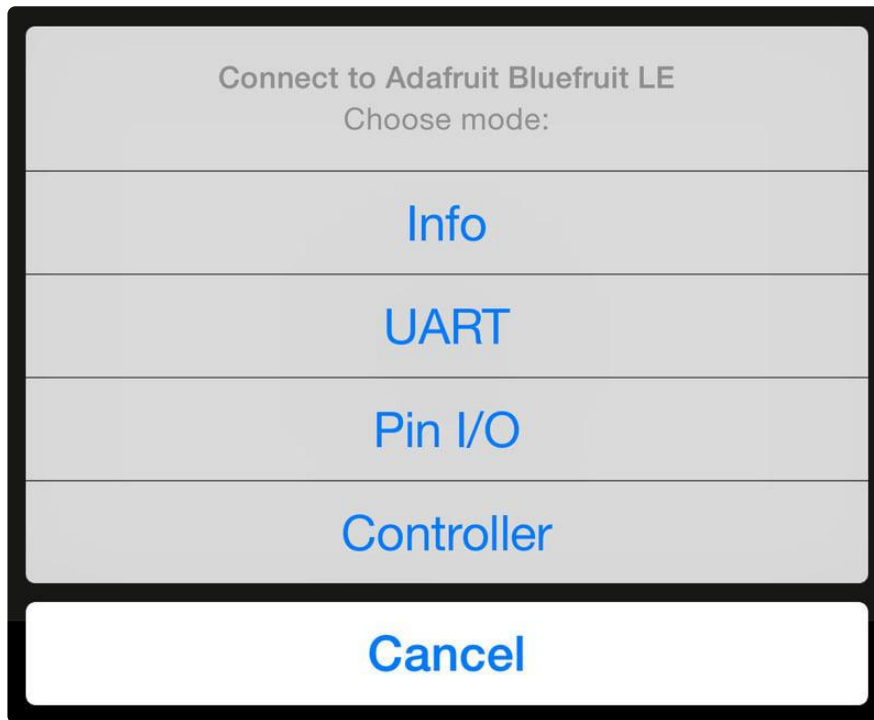 Connect to Adafruit Bluefruit LE
Choose mode:
Info
UART
Pin I/O
Controller
Cancel